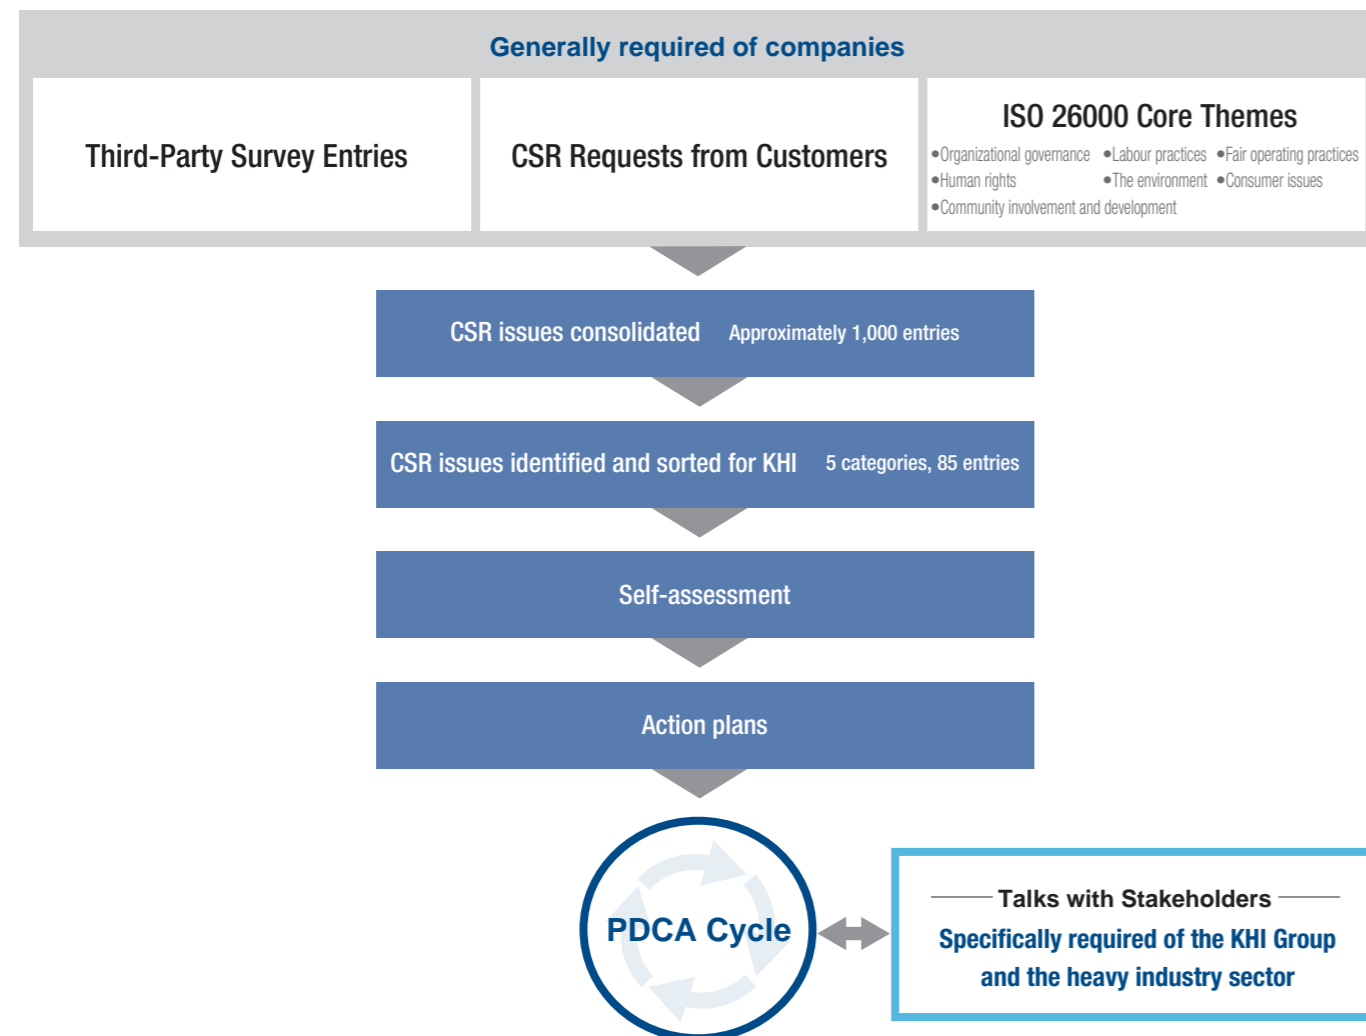 Generally required of companies
Third-Party Survey Entries
CSR Requests from Customers
ISO 26000 Core Themes
•Organizational governance •Labour practices •Fair operating practices
•Human rights •The environment •Consumer issues
•Community involvement and development
CSR issues consolidated Approximately 1,000 entries
CSR issues identified and sorted for KHI 5 categories, 85 entries
Self-assessment
Action plans
PDCA Cycle
Talks with Stakeholders
Specifically required of the KHI Group
and the heavy industry sector